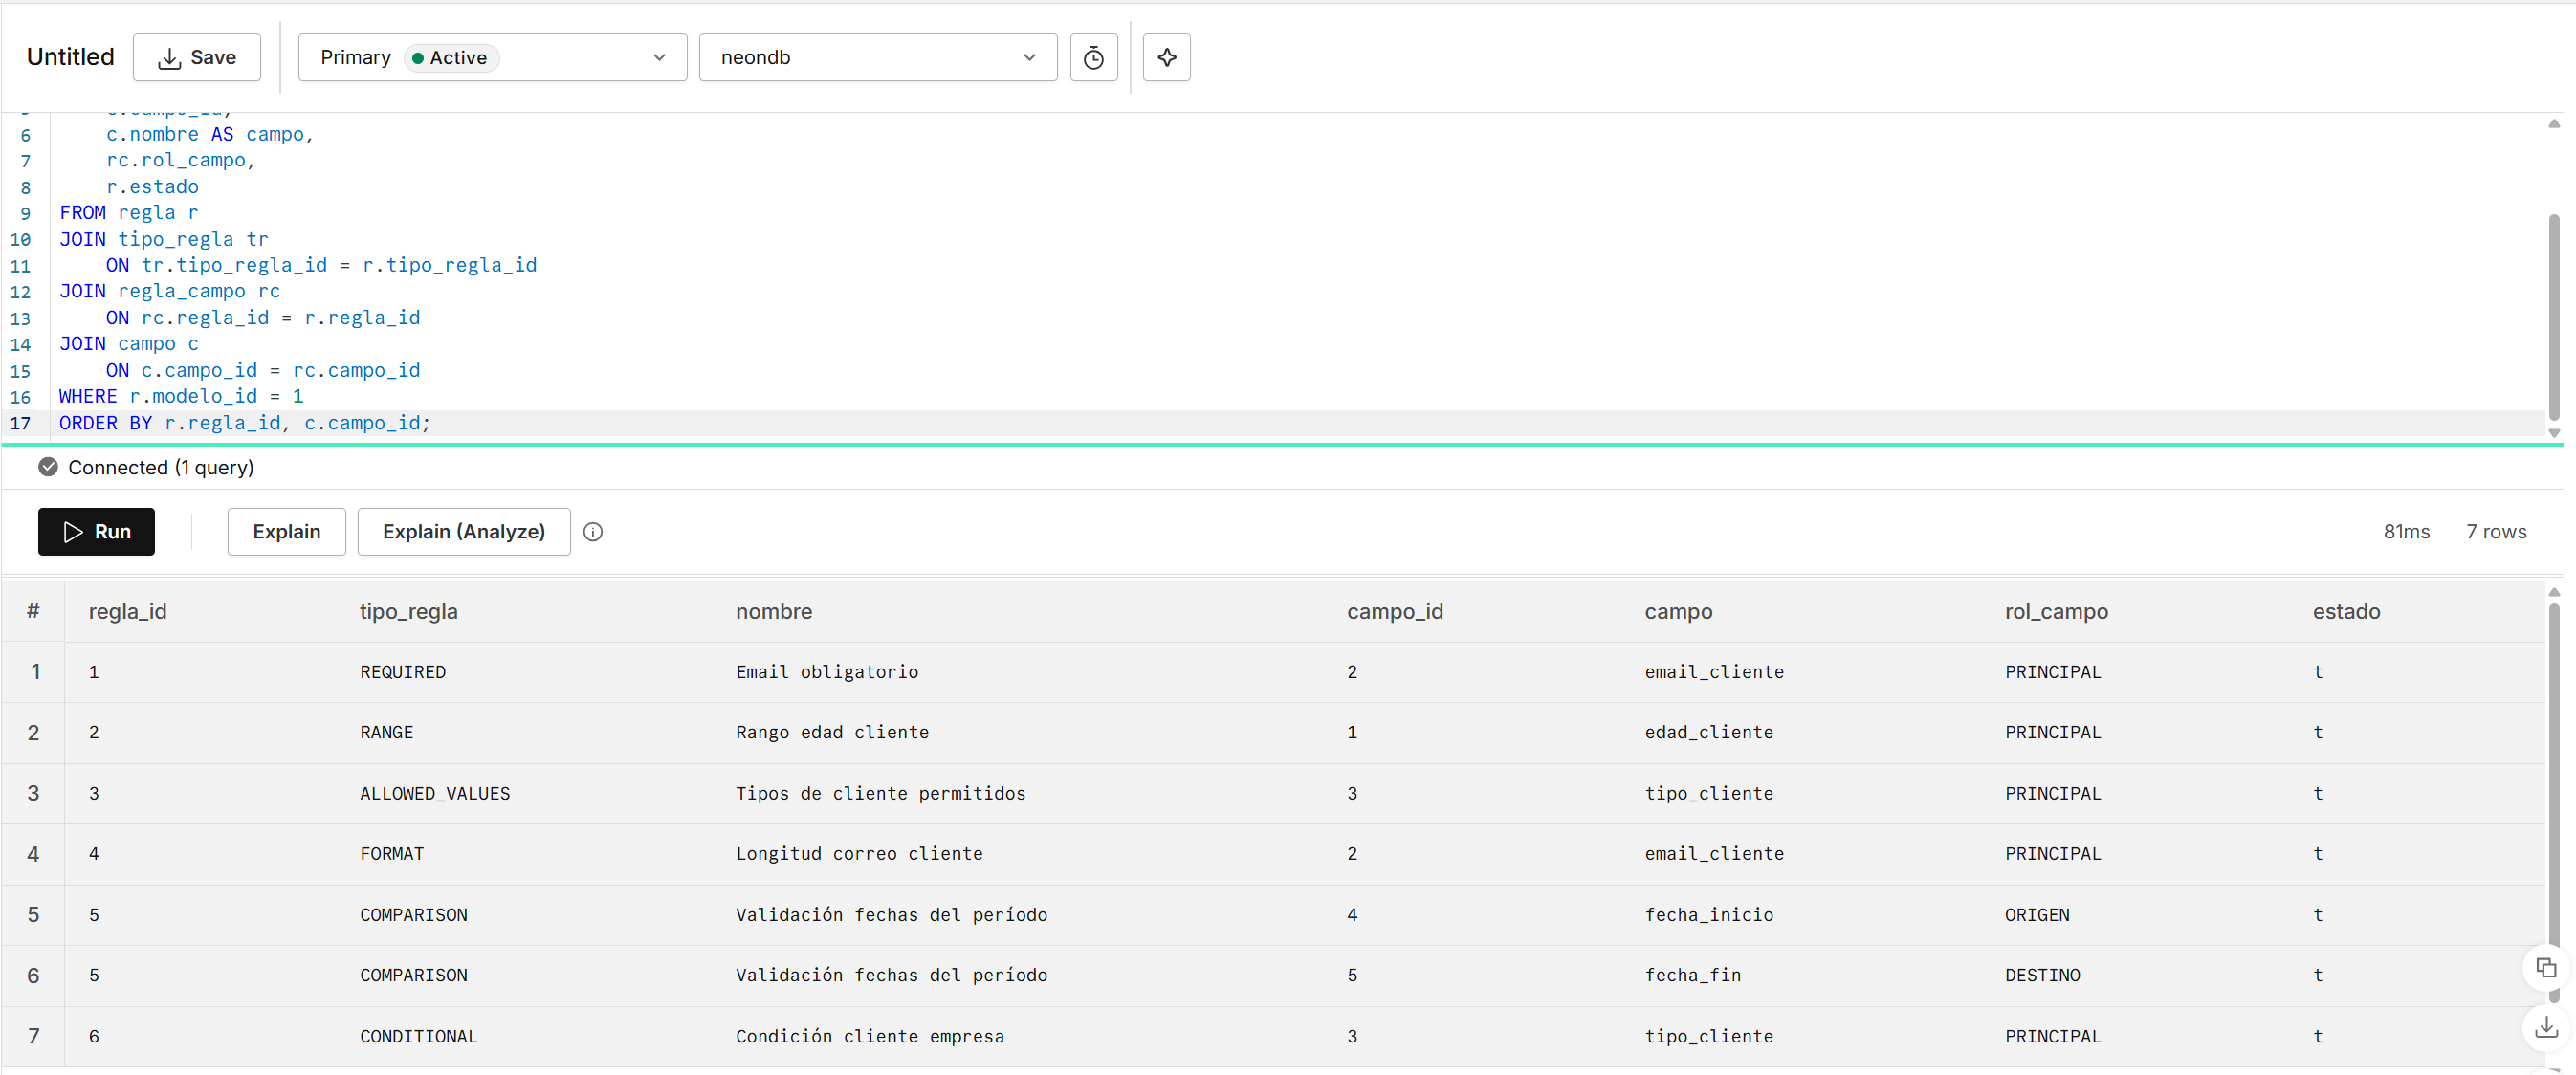 Untitled Save Primary Active neondb
6 c.nombre AS campo,
7 rc.rol_campo,
8 r.estado
9 FROM regla r
10 JOIN tipo_regla tr
11 ON tr.tipo_regla_id = r.tipo_regla_id
12 JOIN regla_campo rc
13 ON rc.regla_id = r.regla_id
14 JOIN campo c
15 ON c.campo_id = rc.campo_id
16 WHERE r.modelo_id = 1
17 ORDER BY r.regla_id, c.campo_id;
Connected (1 query)
Run Explain Explain (Analyze) 81ms 7 rows
# regla_id tipo_regla nombre campo_id campo rol_campo estado
1 1 REQUIRED Email obligatorio 2 email_cliente PRINCIPAL t
2 2 RANGE Rango edad cliente 1 edad_cliente PRINCIPAL t
3 3 ALLOWED_VALUES Tipos de cliente permitidos 3 tipo_cliente PRINCIPAL t
4 4 FORMAT Longitud correo cliente 2 email_cliente PRINCIPAL t
5 5 COMPARISON Validación fechas del período 4 fecha_inicio ORIGEN t
6 5 COMPARISON Validación fechas del período 5 fecha_fin DESTINO t
7 6 CONDITIONAL Condición cliente empresa 3 tipo_cliente PRINCIPAL t